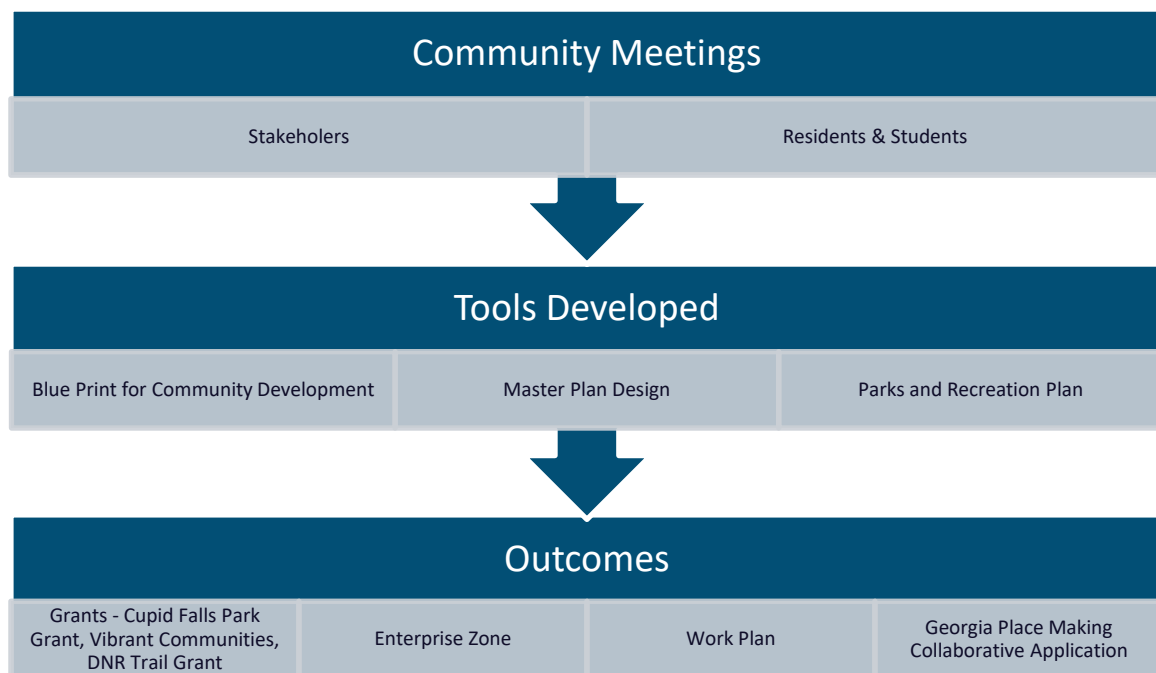 Community Meetings
Stakeholers
Residents & Students
Tools Developed
Blue Print for Community Development
Master Plan Design
Parks and Recreation Plan
Outcomes
Grants - Cupid Falls Park
Grant, Vibrant Communities,
DNR Trail Grant
Enterprise Zone
Work Plan
Georgia Place Making
Collaborative Application